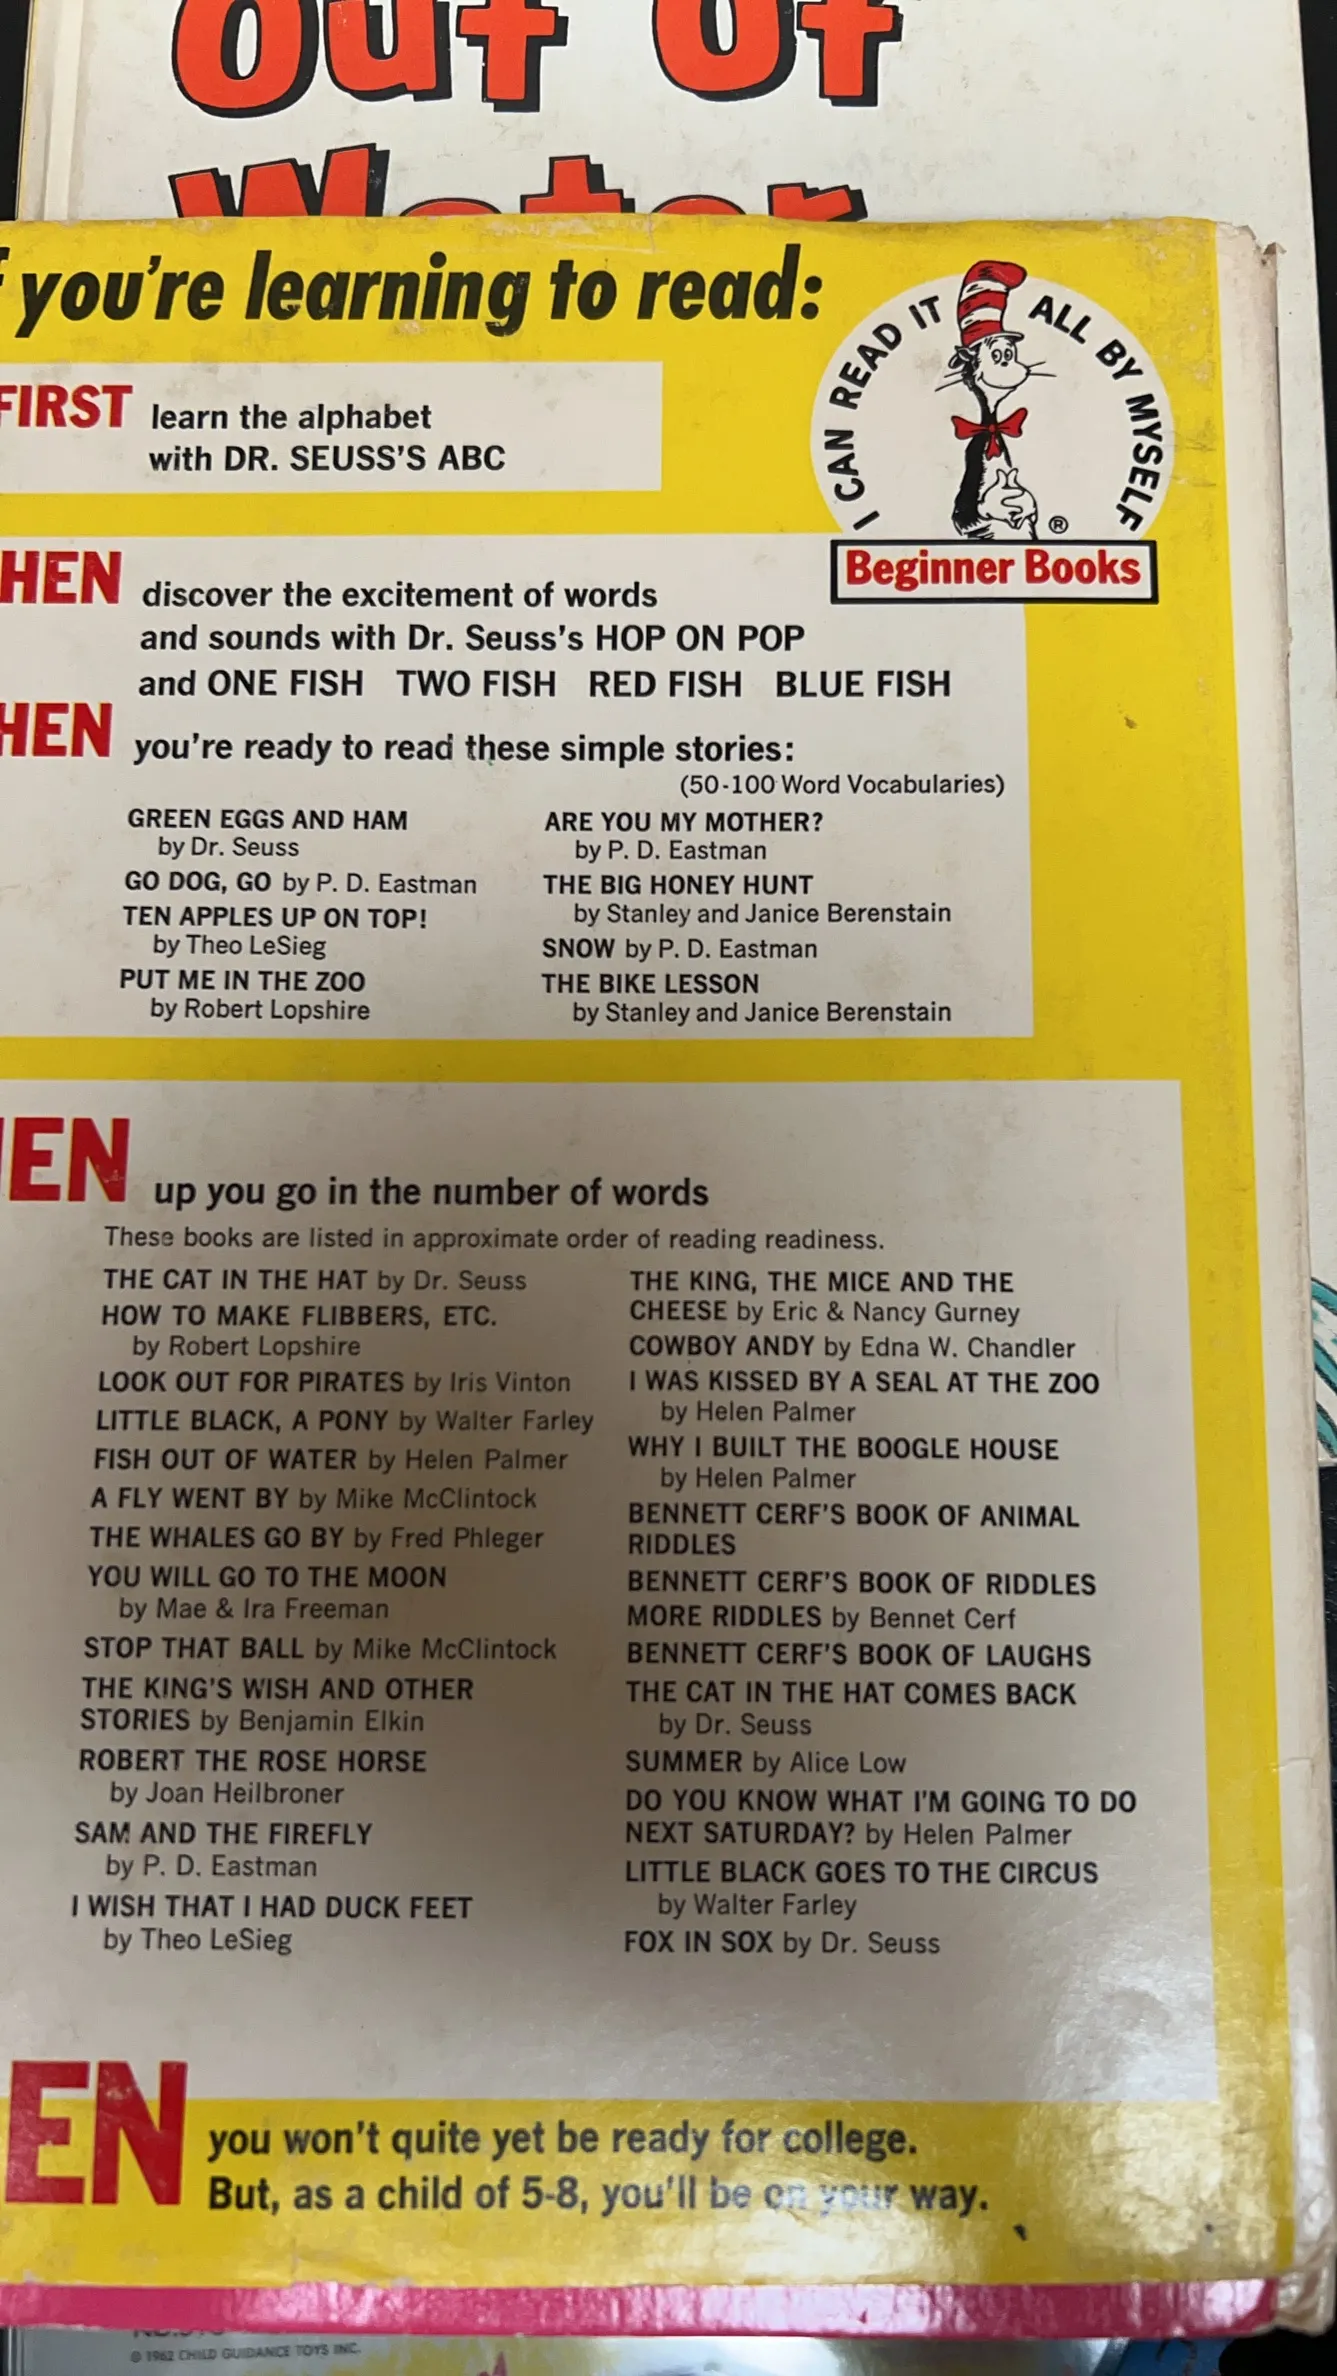 Out Of
Water
you're learning to read:
I CAN READ IT ALL BY MYSELF
®
Beginner Books
FIRST learn the alphabet
with DR. SEUSS'S ABC
HEN discover the excitement of words
and sounds with Dr. Seuss's HOP ON POP
and ONE FISH TWO FISH RED FISH BLUE FISH
HEN you're ready to read these simple stories:
(50-100 Word Vocabularies)
GREEN EGGS AND HAM
by Dr. Seuss
GO DOG, GO by P. D. Eastman
TEN APPLES UP ON TOP!
by Theo LeSieg
PUT ME IN THE ZOO
by Robert Lopshire
ARE YOU MY MOTHER?
by P. D. Eastman
THE BIG HONEY HUNT
by Stanley and Janice Berenstain
SNOW by P. D. Eastman
THE BIKE LESSON
by Stanley and Janice Berenstain
EN up you go in the number of words
These books are listed in approximate order of reading readiness.
THE CAT IN THE HAT by Dr. Seuss
HOW TO MAKE FLIBBERS, ETC.
by Robert Lopshire
LOOK OUT FOR PIRATES by Iris Vinton
LITTLE BLACK, A PONY by Walter Farley
FISH OUT OF WATER by Helen Palmer
A FLY WENT BY by Mike McClintock
THE WHALES GO BY by Fred Phleger
YOU WILL GO TO THE MOON
by Mae & Ira Freeman
STOP THAT BALL by Mike McClintock
THE KING'S WISH AND OTHER
STORIES by Benjamin Elkin
ROBERT THE ROSE HORSE
by Joan Heilbroner
SAM AND THE FIREFLY
by P. D. Eastman
I WISH THAT I HAD DUCK FEET
by Theo LeSieg
THE KING, THE MICE AND THE
CHEESE by Eric & Nancy Gurney
COWBOY ANDY by Edna W. Chandler
I WAS KISSED BY A SEAL AT THE ZOO
by Helen Palmer
WHY I BUILT THE BOOGLE HOUSE
by Helen Palmer
BENNETT CERF'S BOOK OF ANIMAL
RIDDLES
BENNETT CERF'S BOOK OF RIDDLES
MORE RIDDLES by Bennet Cerf
BENNETT CERF'S BOOK OF LAUGHS
THE CAT IN THE HAT COMES BACK
by Dr. Seuss
SUMMER by Alice Low
DO YOU KNOW WHAT I'M GOING TO DO
NEXT SATURDAY? by Helen Palmer
LITTLE BLACK GOES TO THE CIRCUS
by Walter Farley
FOX IN SOX by Dr. Seuss
EN you won't quite yet be ready for college.
But, as a child of 5-8, you'll be on your way.
© 1962 CHILD GUIDANCE TOYS INC.